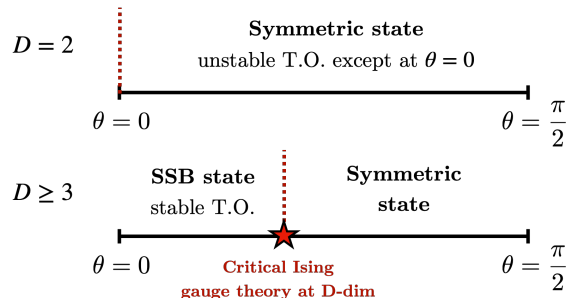 D = 2
Symmetric state
unstable T.O. except at θ = 0
θ = 0
θ = π/2
D ≥ 3
SSB state
stable T.O.
Symmetric
state
θ = 0
θ = π/2
Critical Ising
gauge theory at D-dim